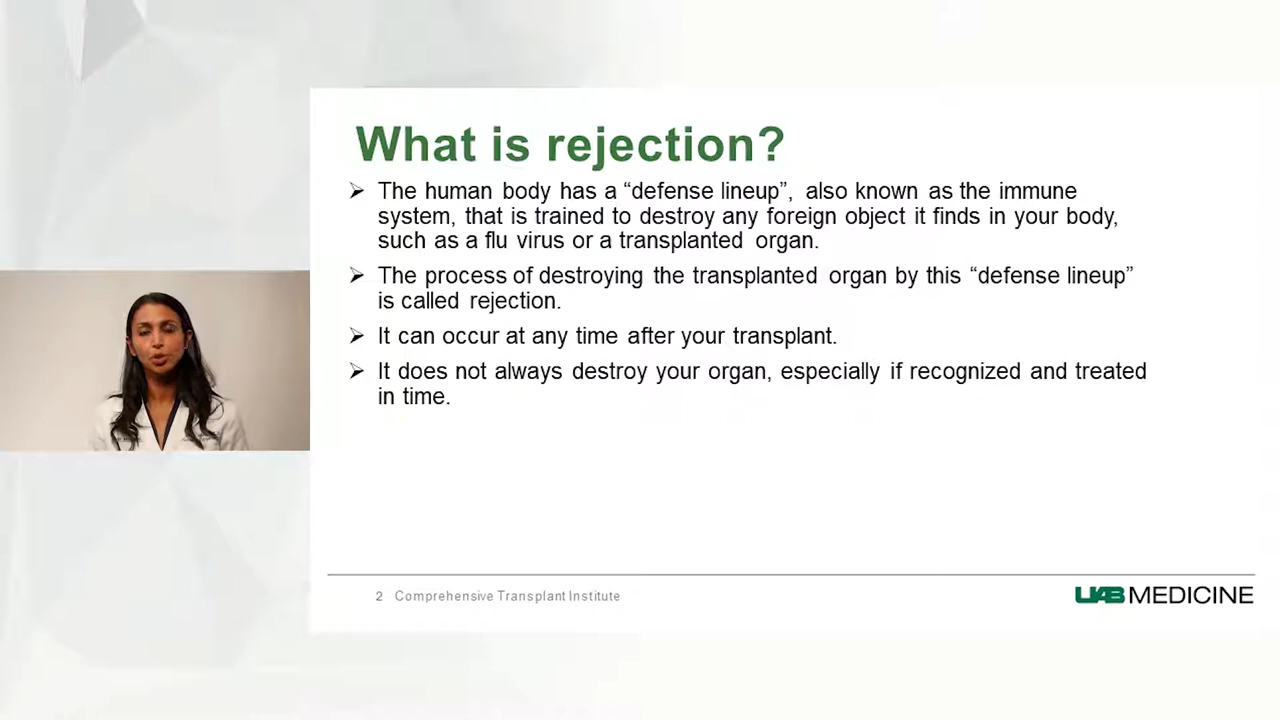 What is rejection?
➢ The human body has a “defense lineup”, also known as the immune
system, that is trained to destroy any foreign object it finds in your body,
such as a flu virus or a transplanted organ.
➢ The process of destroying the transplanted organ by this “defense lineup”
is called rejection.
➢ It can occur at any time after your transplant.
➢ It does not always destroy your organ, especially if recognized and treated
in time.
2 Comprehensive Transplant Institute
UAB MEDICINE